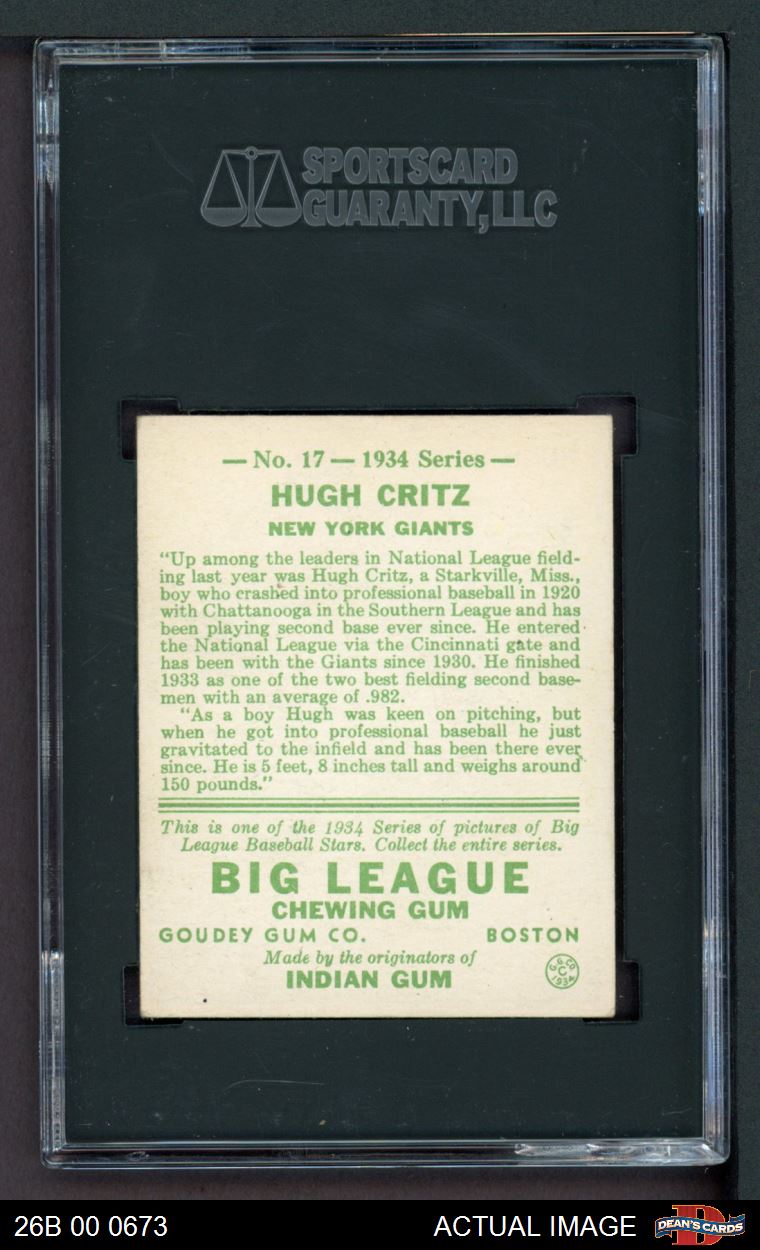 SPORTSCARD
GUARANTY, LLC
— No. 17 — 1934 Series —
HUGH CRITZ
NEW YORK GIANTS
“Up among the leaders in National League field-
ing last year was Hugh Critz, a Starkville, Miss.,
boy who crashed into professional baseball in 1920
with Chattanooga in the Southern League and has
been playing second base ever since. He entered
the National League via the Cincinnati gate and
has been with the Giants since 1930. He finished
1933 as one of the two best fielding second base-
men with an average of .982.
“As a boy Hugh was keen on pitching, but
when he got into professional baseball he just
gravitated to the infield and has been there ever
since. He is 5 feet, 8 inches tall and weighs around
150 pounds.”
This is one of the 1934 Series of pictures of Big
League Baseball Stars. Collect the entire series.
BIG LEAGUE
CHEWING GUM
GOUDEY GUM CO. BOSTON
Made by the originators of
INDIAN GUM
G. G. CO.
C
1934
26B 00 0673 ACTUAL IMAGE DEAN'S CARDS